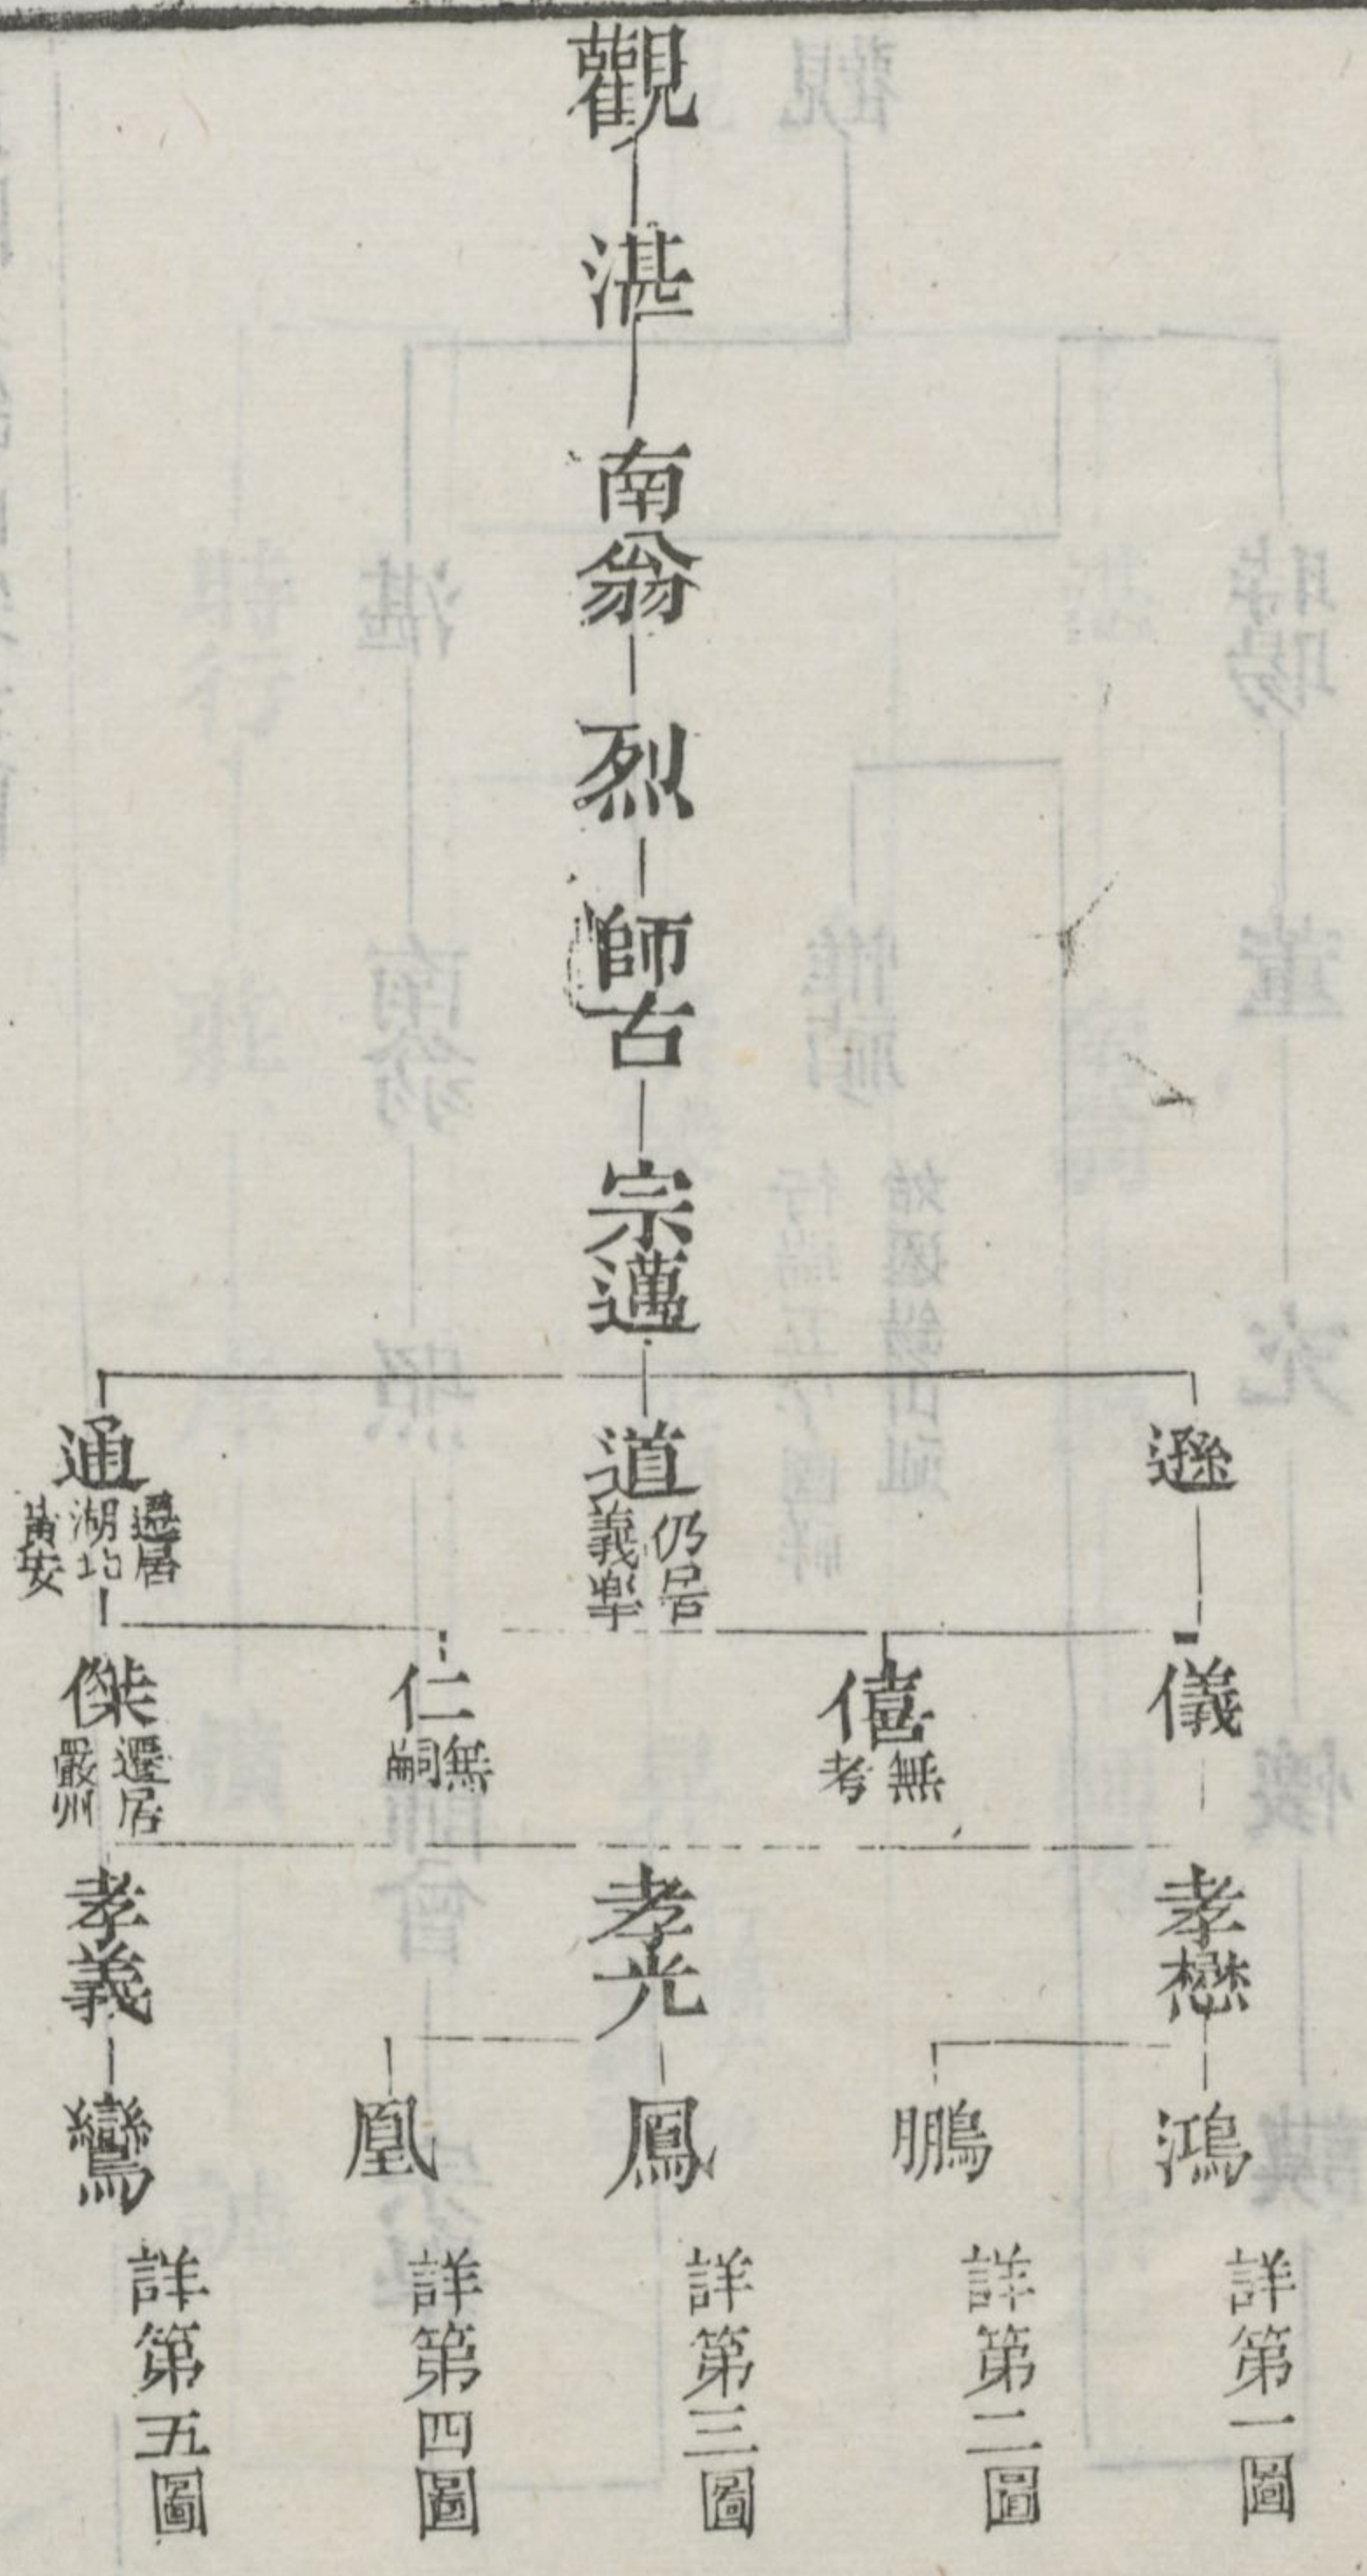 觀
湛
南翁
烈
師古
宗邁
遜
道
仍居
義
通
遷居
湖北
黃安
儀
僖
無
考
仁
無
嗣
傑
遷居
嚴州
孝懋
孝光
孝義
鴻
鵬
鳳
凰
鸞
詳第一圖
詳第二圖
詳第三圖
詳第四圖
詳第五圖